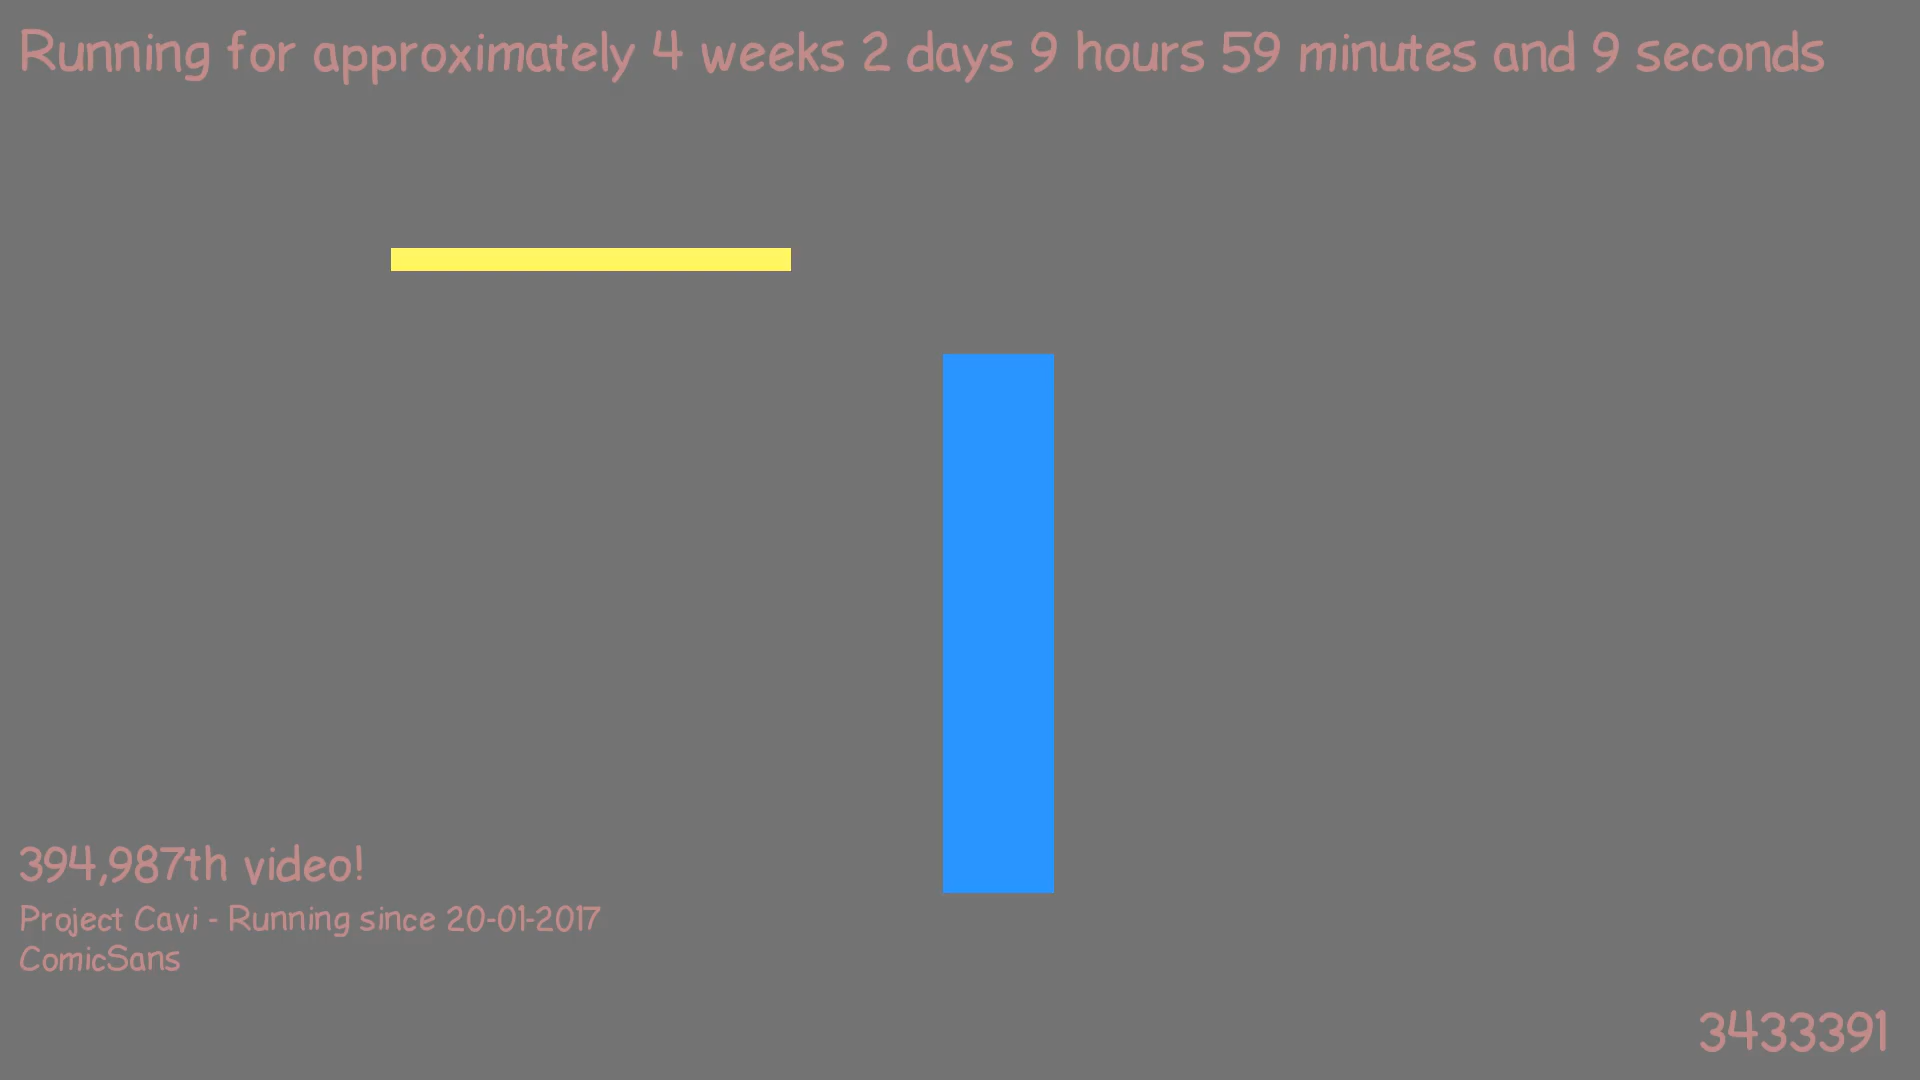 Running for approximately 4 weeks 2 days 9 hours 59 minutes and 9 seconds
394,987th video!
Project Cavi - Running since 20-01-2017
ComicSans
3433391